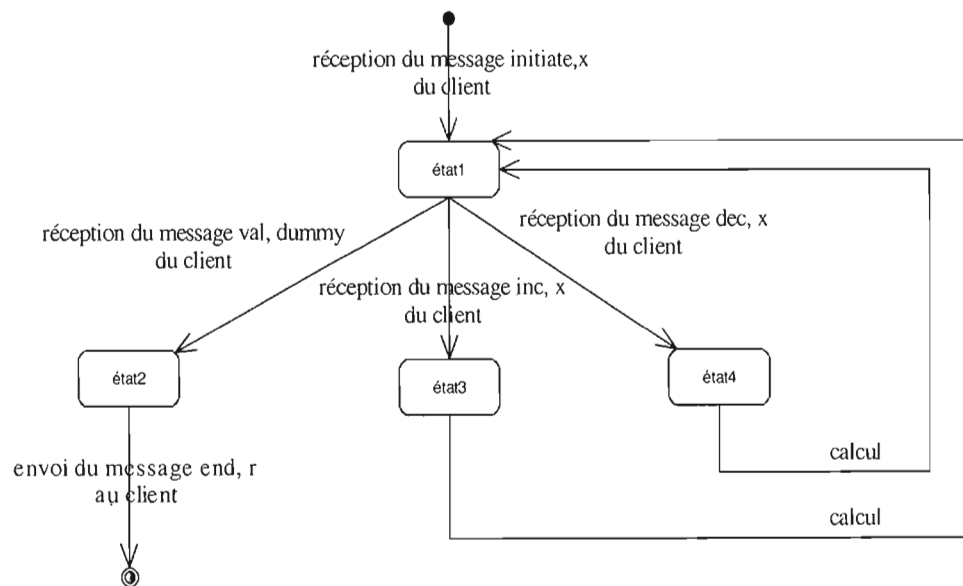 réception du message initiate,x
du client
état1
réception du message val, dummy
du client
réception du message dec, x
du client
réception du message inc, x
du client
état2
état3
état4
envoi du message end, r
au client
calcul
calcul